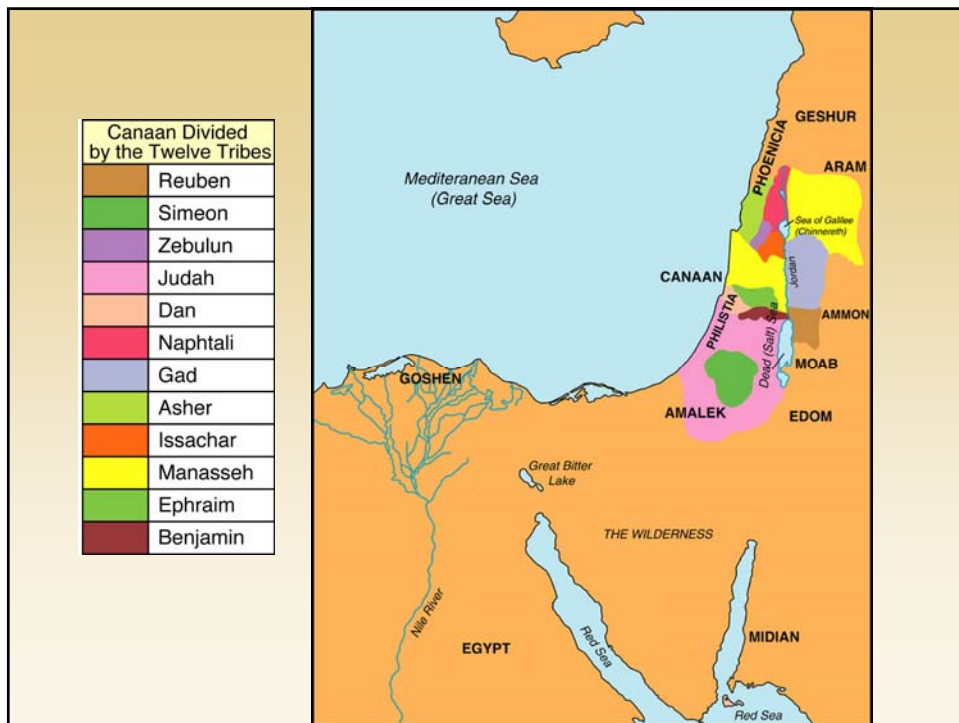 Canaan Divided
by the Twelve Tribes
Reuben
Simeon
Zebulun
Judah
Dan
Naphtali
Gad
Asher
Issachar
Manasseh
Ephraim
Benjamin
GESHUR
PHOENICIA
ARAM
Mediteranean Sea
(Great Sea)
Sea of Galilee
(Chinnereth)
CANAAN
Jordan
PHILISTIA
AMMON
Dead (Salt) Sea
MOAB
GOSHEN
AMALEK
EDOM
Great Bitter
Lake
THE WILDERNESS
Nile River
EGYPT
Red Sea
MIDIAN
Red Sea